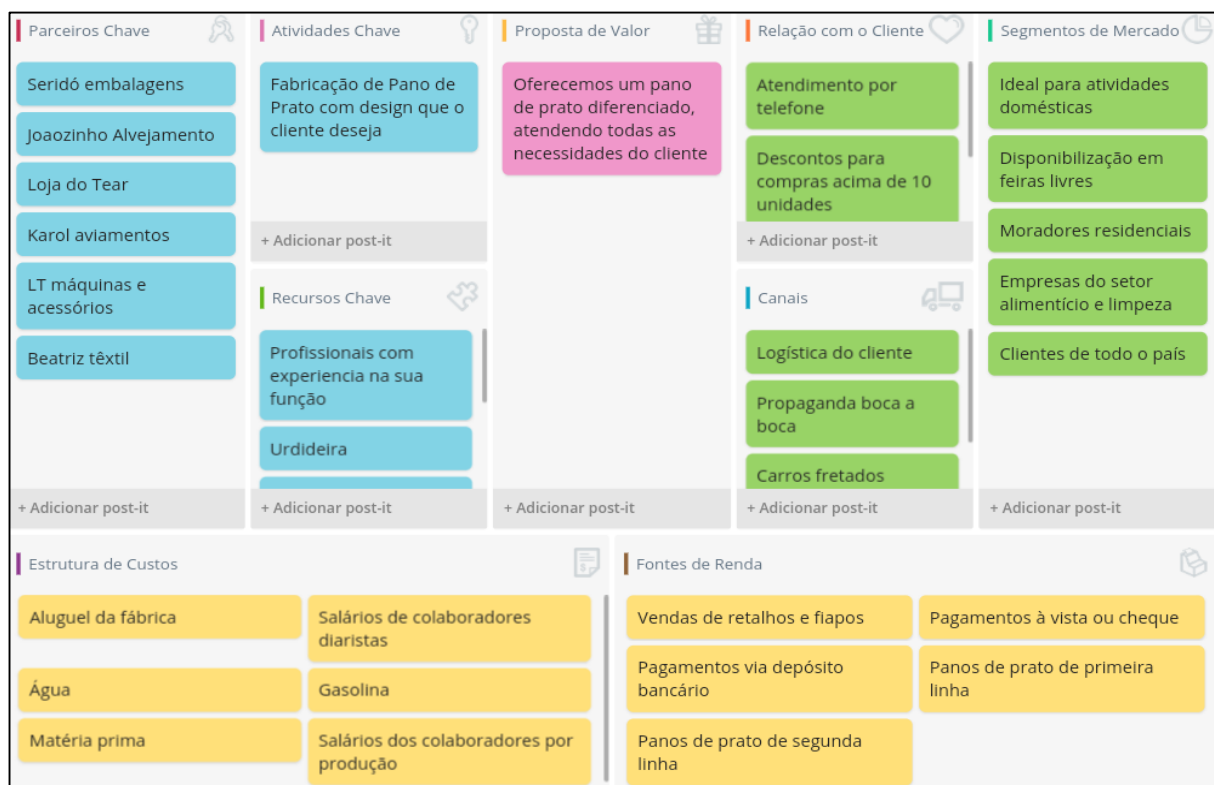 Parceiros Chave
Seridó embalagens
Joaozinho Alvejamento
Loja do Tear
Karol aviamentos
LT máquinas e
acessórios
Beatriz têxtil
+ Adicionar post-it
Atividades Chave
Fabricação de Pano de
Prato com design que o
cliente deseja
+ Adicionar post-it
Recursos Chave
Profissionais com
experiencia na sua
função
Urdideira
+ Adicionar post-it
Proposta de Valor
Oferecemos um pano
de prato diferenciado,
atendendo todas as
necessidades do cliente
+ Adicionar post-it
Relação com o Cliente
Atendimento por
telefone
Descontos para
compras acima de 10
unidades
+ Adicionar post-it
Canais
Logística do cliente
Propaganda boca a
boca
Carros fretados
+ Adicionar post-it
Segmentos de Mercado
Ideal para atividades
domésticas
Disponibilização em
feiras livres
Moradores residenciais
Empresas do setor
alimentício e limpeza
Clientes de todo o país
+ Adicionar post-it
Estrutura de Custos
Aluguel da fábrica
Salários de colaboradores
diaristas
Água
Gasolina
Matéria prima
Salários dos colaboradores por
produção
Fontes de Renda
Vendas de retalhos e fiapos
Pagamentos à vista ou cheque
Pagamentos via depósito
bancário
Panos de prato de primeira
linha
Panos de prato de segunda
linha